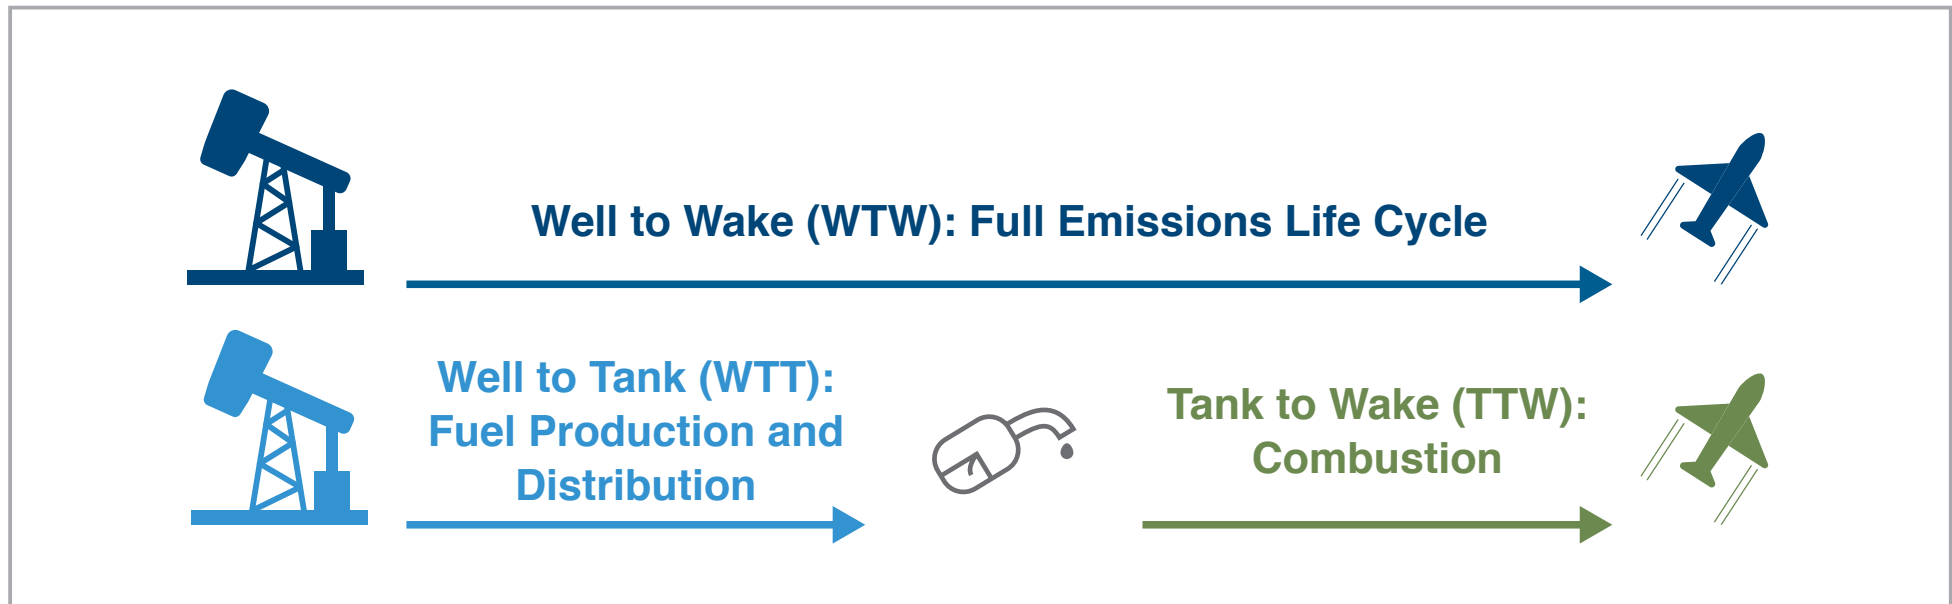 Well to Wake (WTW): Full Emissions Life Cycle
Well to Tank (WTT):
Fuel Production and
Distribution
Tank to Wake (TTW):
Combustion